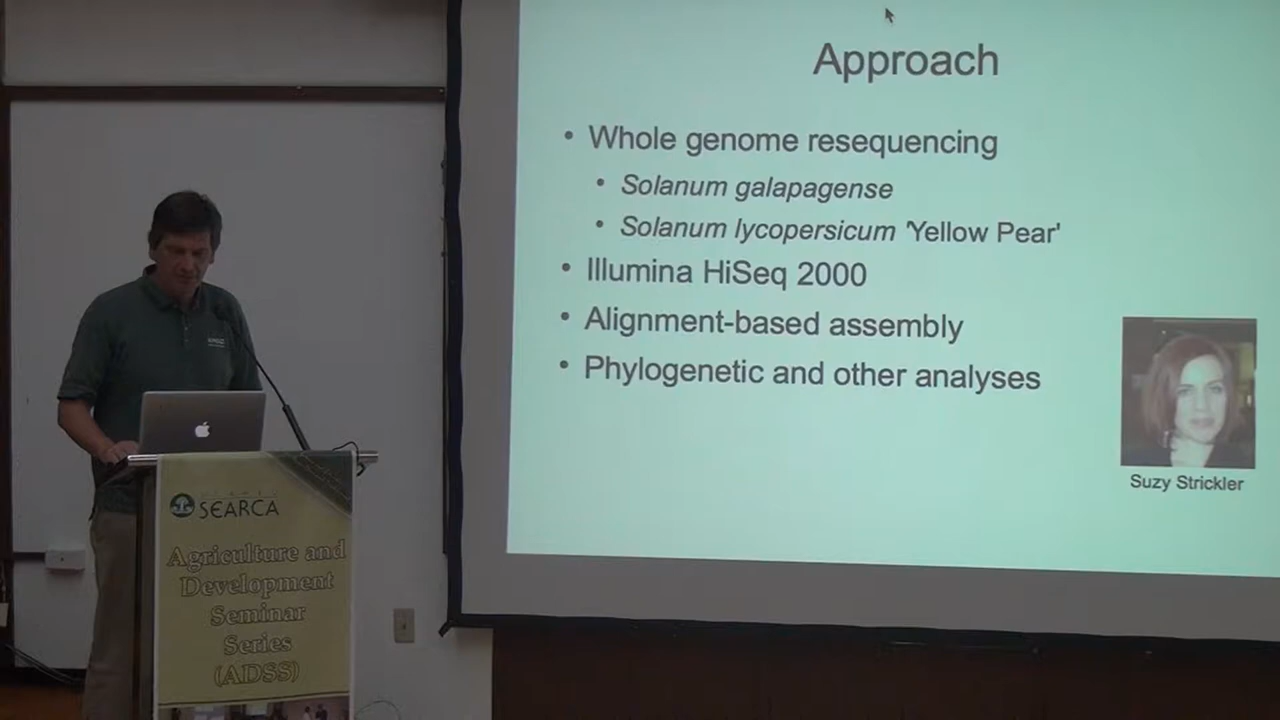 Approach
• Whole genome resequencing
• Solanum galapagense
• Solanum lycopersicum 'Yellow Pear'
• Illumina HiSeq 2000
• Alignment-based assembly
• Phylogenetic and other analyses
Suzy Strickler
SEARCA
Agriculture and
Development
Seminar
Series
(ADSS)